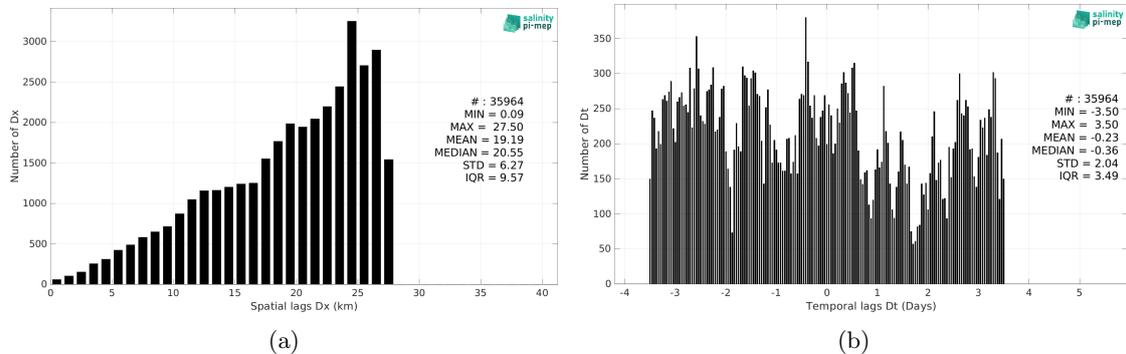 salinity
pi-mep
3000
2500
2000
1500
1000
500
0
Number of Dx
# : 35964
MIN = 0.09
MAX = 27.50
MEAN = 19.19
MEDIAN = 20.55
STD = 6.27
IQR = 9.57
0 5 10 15 20 25 30 35 40
Spatial lags Dx (km)
(a)
salinity
pi-mep
350
300
250
200
150
100
50
0
Number of Dt
# : 35964
MIN = -3.50
MAX = 3.50
MEAN = -0.23
MEDIAN = -0.36
STD = 2.04
IQR = 3.49
-4 -3 -2 -1 0 1 2 3 4 5
Temporal lags Dt (Days)
(b)